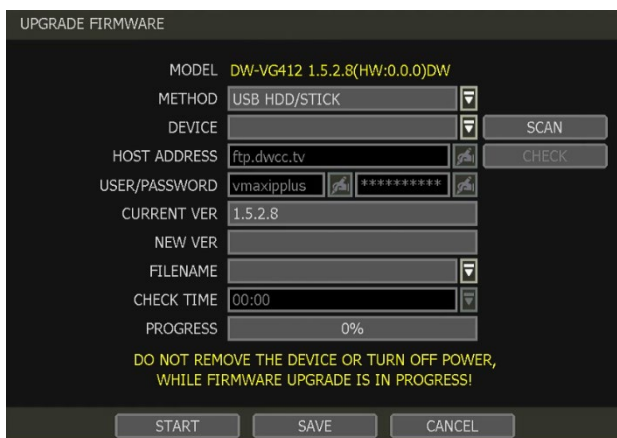 UPGRADE FIRMWARE
MODEL DW-VG412 1.5.2.8(HW:0.0.0)DW
METHOD USB HDD/STICK
DEVICE SCAN
HOST ADDRESS ftp.dwcc.tv CHECK
USER/PASSWORD vmaxipplus **********
CURRENT VER 1.5.2.8
NEW VER
FILENAME
CHECK TIME 00:00
PROGRESS 0%
DO NOT REMOVE THE DEVICE OR TURN OFF POWER,
WHILE FIRMWARE UPGRADE IS IN PROGRESS!
START SAVE CANCEL